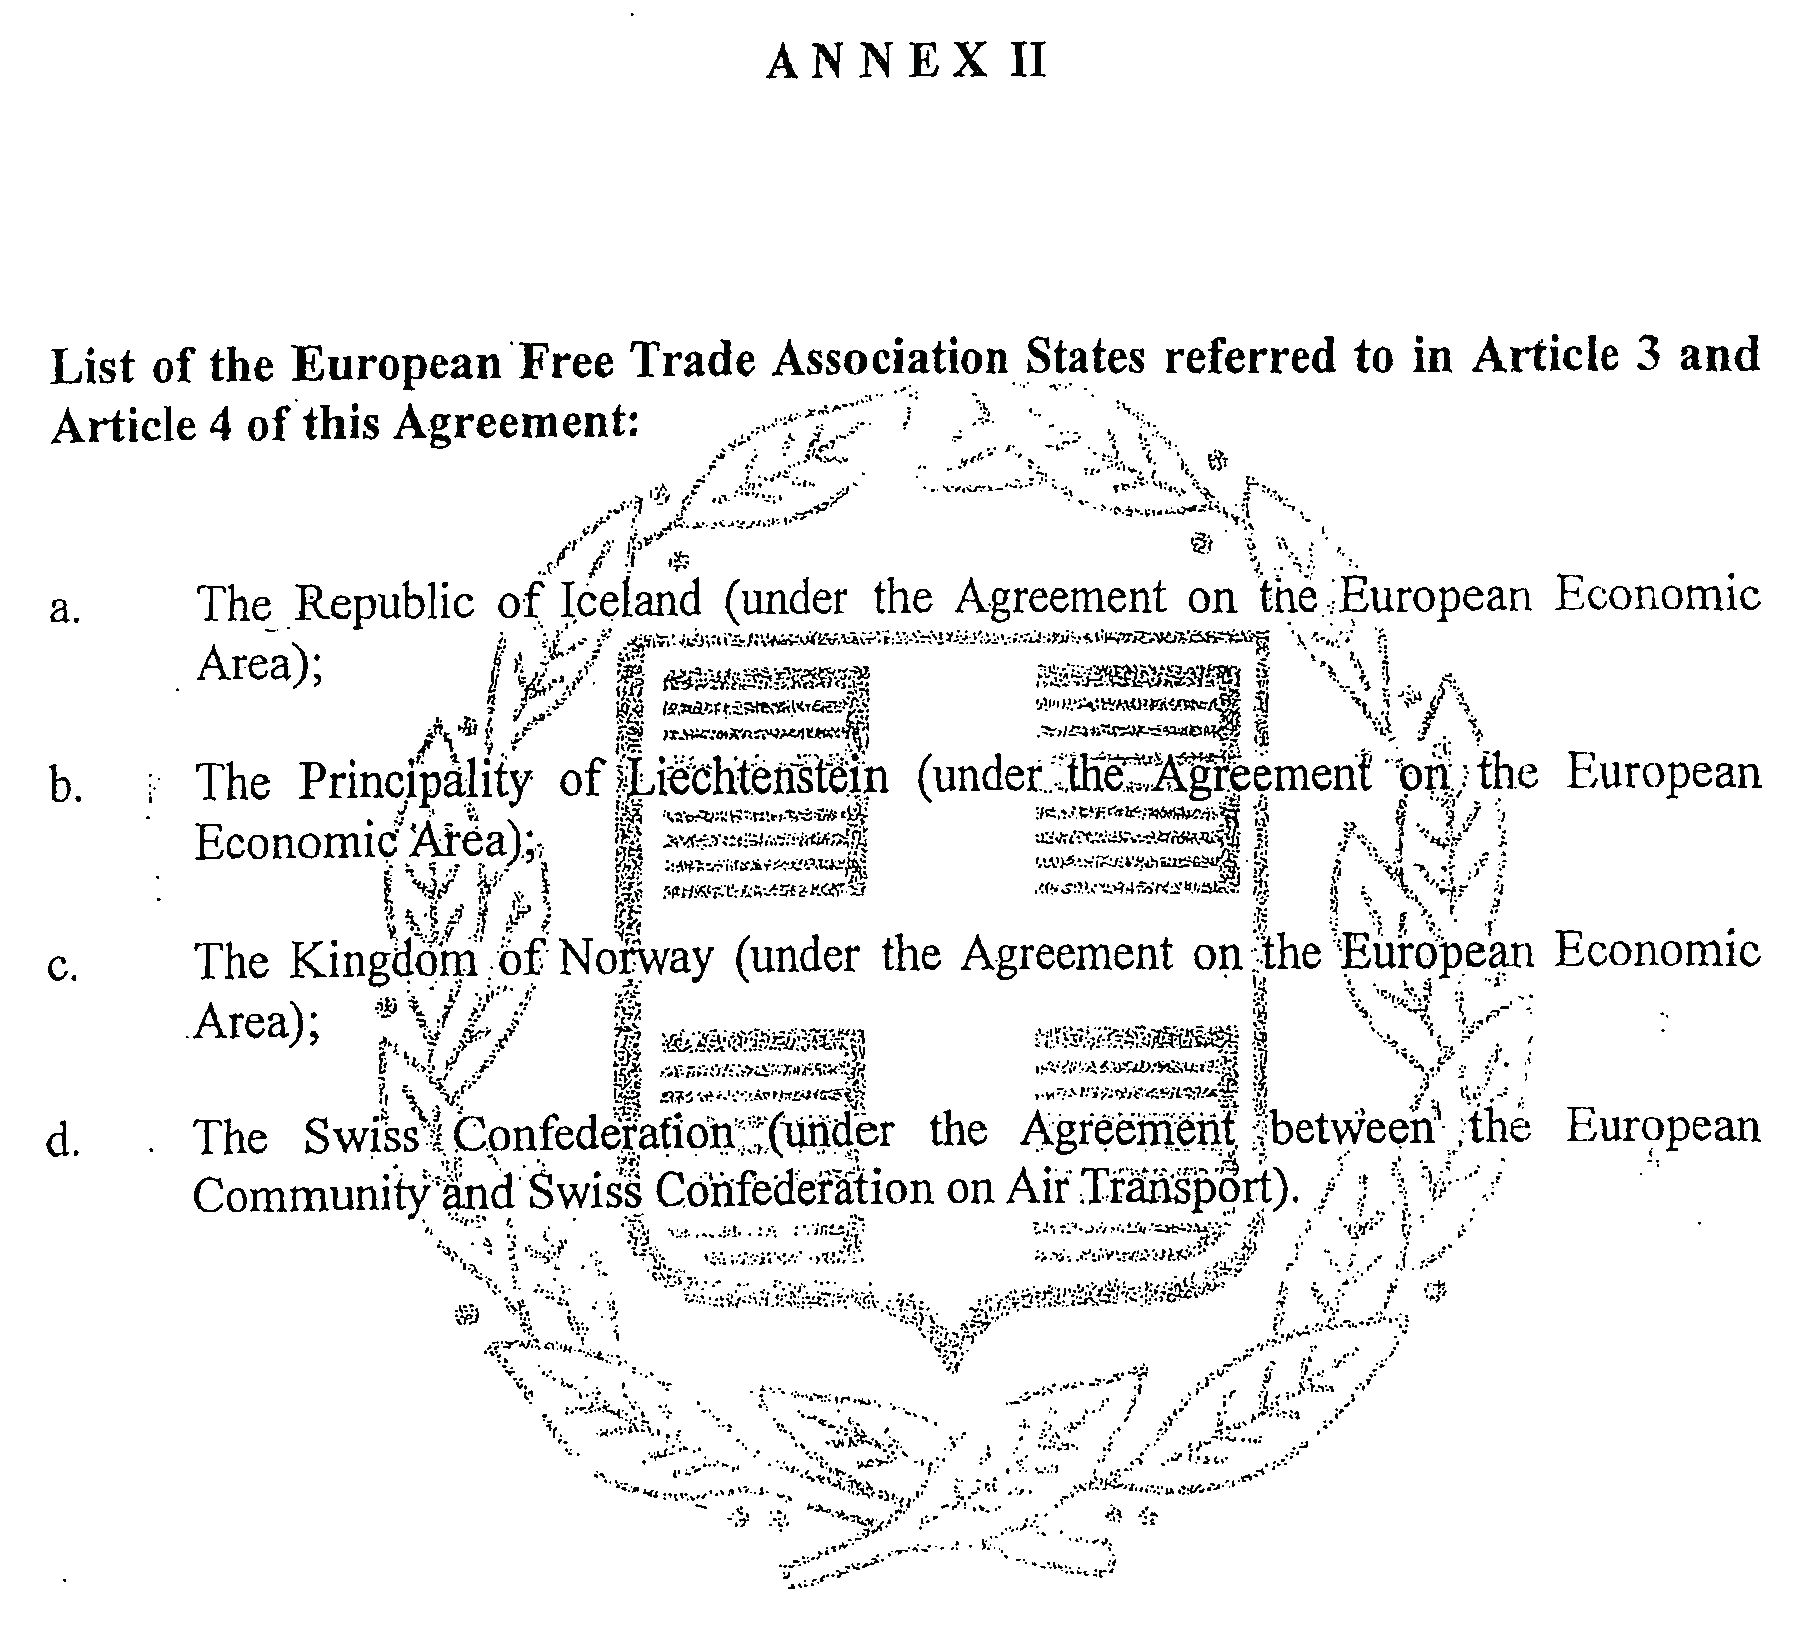 ANNEX II
List of the European Free Trade Association States referred to in Article 3 and
Article 4 of this Agreement:
a. The Republic of Iceland (under the Agreement on the European Economic
Area);
b. The Principality of Liechtenstein (under the Agreement on the European
Economic Area);
c. The Kingdom of Norway (under the Agreement on the European Economic
Area);
d. The Swiss Confederation (under the Agreement between the European
Community and Swiss Confederation on Air Transport).